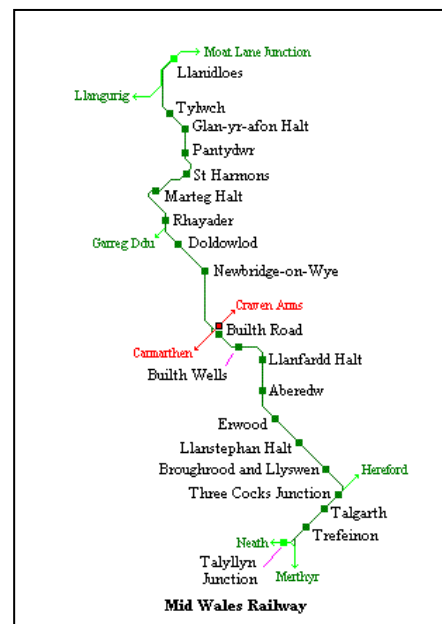 Moat Lane Junction
Llanidloes
Llangurig
Tylwch
Glan-yr-afon Halt
Pantydwr
St Harmons
Marteg Halt
Rhayader
Garreg Ddu
Doldowlod
Newbridge-on-Wye
Craven Arms
Builth Road
Carmarthen
Llanfardd Halt
Builth Wells
Aberedw
Erwood
Llanstephan Halt
Broughrood and Llyswen
Hereford
Three Cocks Junction
Talgarth
Trefeinon
Neath
Talyllyn
Junction
Merthyr
Mid Wales Railway